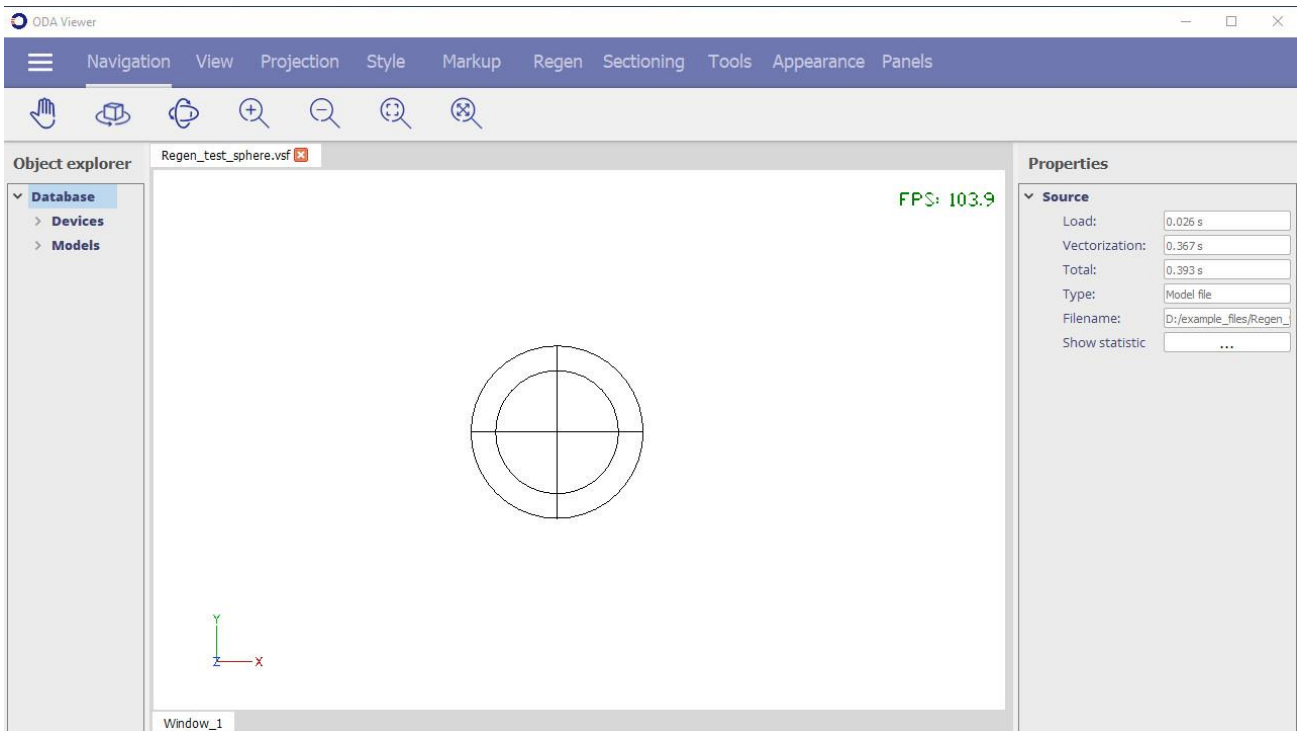 ODA Viewer
Navigation View Projection Style Markup Regen Sectioning Tools Appearance Panels
Object explorer
Database
Devices
Models
Regen_test_sphere.vsf
FPS: 103.9
Y
Z X
Window_1
Properties
Source
Load: 0.026 s
Vectorization: 0.367 s
Total: 0.393 s
Type: Model file
Filename: D:/example_files/Regen_
Show statistic ...